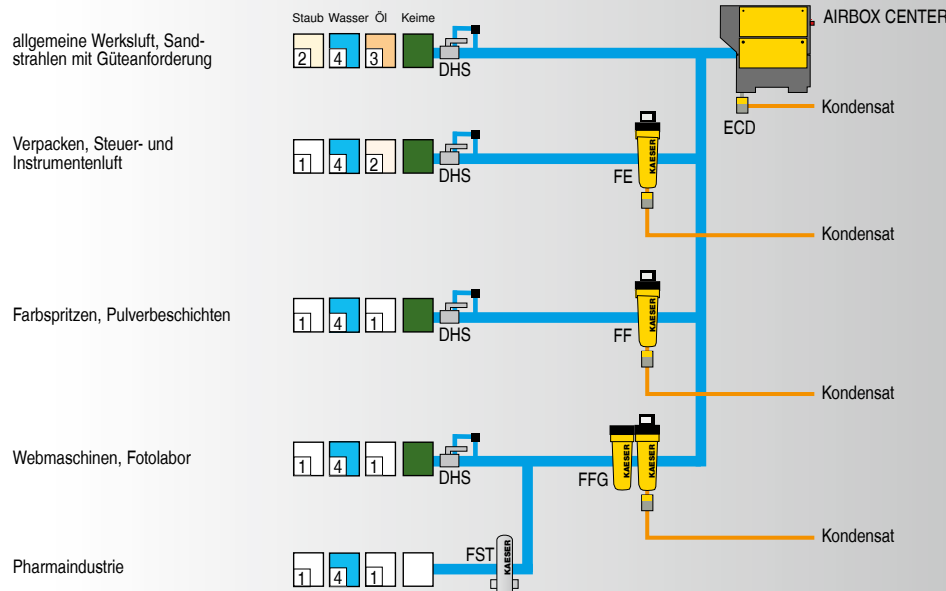 Staub Wasser Öl Keime
AIRBOX CENTER
allgemeine Werksluft, Sand-
strahlen mit Güteanforderung
2 4 3
DHS
ECD
Kondensat
Verpacken, Steuer- und
Instrumentenluft
1 4 2
DHS
FE
KAESER
Kondensat
Farbspritzen, Pulverbeschichten
1 4 1
DHS
FF
KAESER
Kondensat
Webmaschinen, Fotolabor
1 4 1
DHS
FFG
KAESER
KAESER
Kondensat
Pharmaindustrie
1 4 1
FST
KAESER